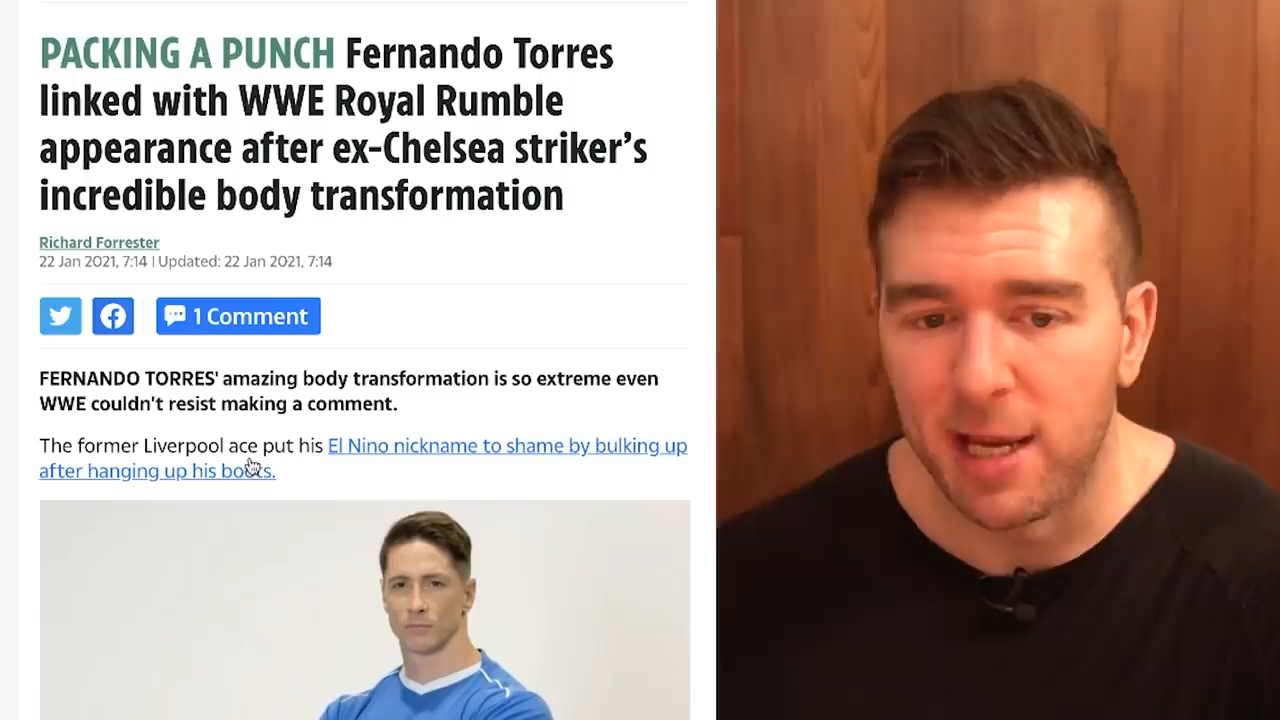 PACKING A PUNCH Fernando Torres
linked with WWE Royal Rumble
appearance after ex-Chelsea striker’s
incredible body transformation
Richard Forrester
22 Jan 2021, 7:14 | Updated: 22 Jan 2021, 7:14
1 Comment
FERNANDO TORRES' amazing body transformation is so extreme even
WWE couldn't resist making a comment.
The former Liverpool ace put his El Nino nickname to shame by bulking up
after hanging up his boots.